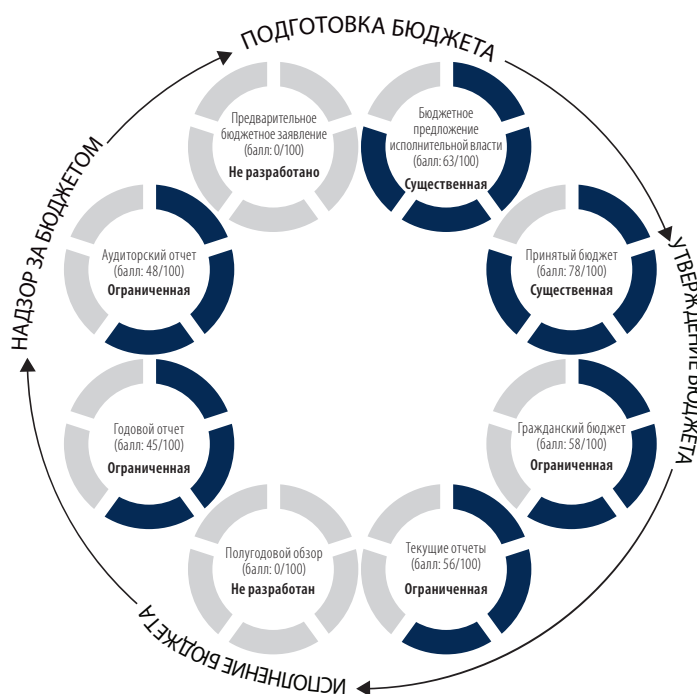 ПОДГОТОВКА БЮДЖЕТА
Предварительное
бюджетное заявление
(балл: 0/100)
Не разработано
Бюджетное
предложение
исполнительной власти
(балл: 63/100)
Существенная
УТВЕРЖДЕНИЕ БЮДЖЕТА
Принятый бюджет
(балл: 78/100)
Существенная
Гражданский бюджет
(балл: 58/100)
Ограниченная
ИСПОЛНЕНИЕ БЮДЖЕТА
Текущие отчеты
(балл: 56/100)
Ограниченная
Полугодовой обзор
(балл: 0/100)
Не разработан
НАДЗОР ЗА БЮДЖЕТОМ
Годовой отчет
(балл: 45/100)
Ограниченная
Аудиторский отчет
(балл: 48/100)
Ограниченная